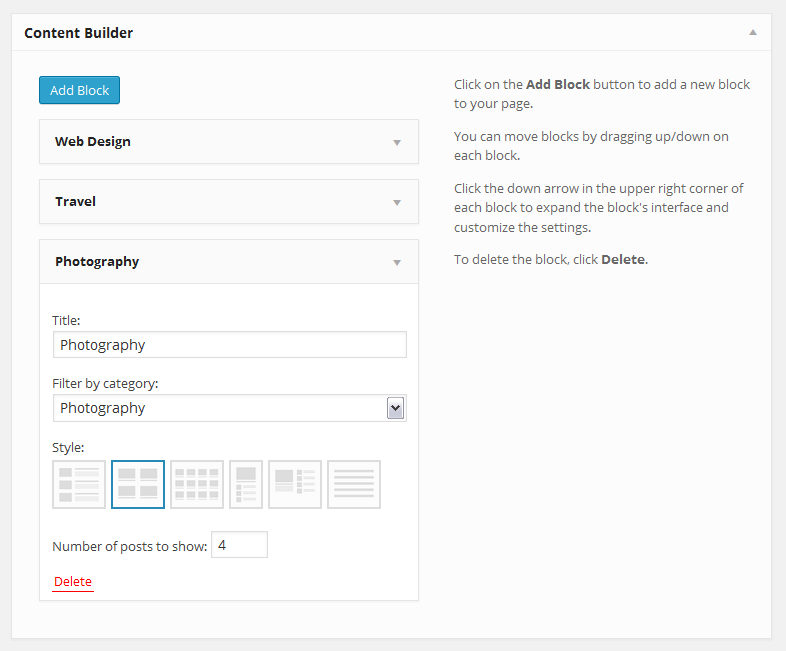 Content Builder
Add Block
Web Design
Travel
Photography
Title:
Photography
Filter by category:
Photography
Style:
Number of posts to show: 4
Delete
Click on the Add Block button to add a new block
to your page.
You can move blocks by dragging up/down on
each block.
Click the down arrow in the upper right corner of
each block to expand the block's interface and
customize the settings.
To delete the block, click Delete.